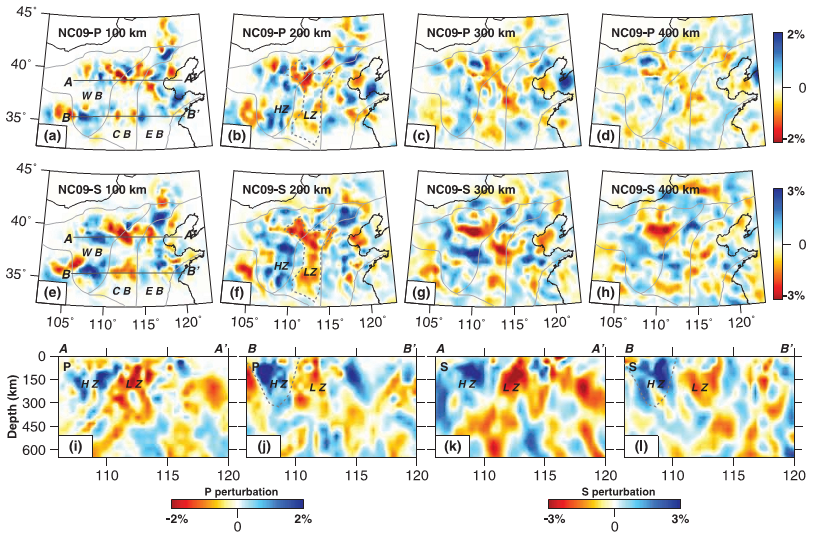 45°
40°
35°
NC09-P 100 km
A
A'
W B
B
B'
C B
E B
(a)
NC09-P 200 km
HZ
LZ
(b)
NC09-P 300 km
(c)
NC09-P 400 km
(d)
2%
0
-2%
45°
40°
35°
NC09-S 100 km
A
A'
W B
B
B'
C B
E B
(e)
NC09-S 200 km
HZ
LZ
(f)
NC09-S 300 km
(g)
NC09-S 400 km
(h)
3%
0
-3%
105° 110° 115° 120°
105° 110° 115° 120°
105° 110° 115° 120°
105° 110° 115° 120°
A A' B B' A A' B B'
Depth (km)
0
150
300
450
600
P
H Z
L Z
(i)
P
H Z
L Z
(j)
S
H Z
L Z
(k)
S
H Z
L Z
(l)
110 115 120
110 115 120
110 115 120
110 115 120
P perturbation
-2% 0 2%
S perturbation
-3% 0 3%